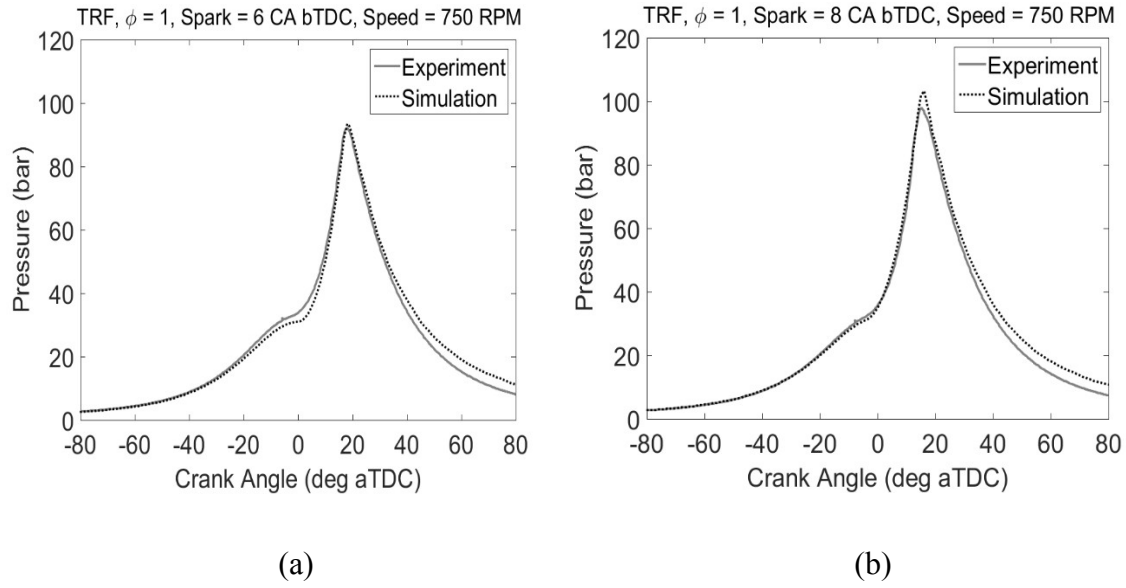 TRF, ϕ = 1, Spark = 6 CA bTDC, Speed = 750 RPM
120
100
80
60
40
20
0
Pressure (bar)
Experiment
Simulation
-80 -60 -40 -20 0 20 40 60 80
Crank Angle (deg aTDC)
(a)
TRF, ϕ = 1, Spark = 8 CA bTDC, Speed = 750 RPM
120
100
80
60
40
20
0
Pressure (bar)
Experiment
Simulation
-80 -60 -40 -20 0 20 40 60 80
Crank Angle (deg aTDC)
(b)